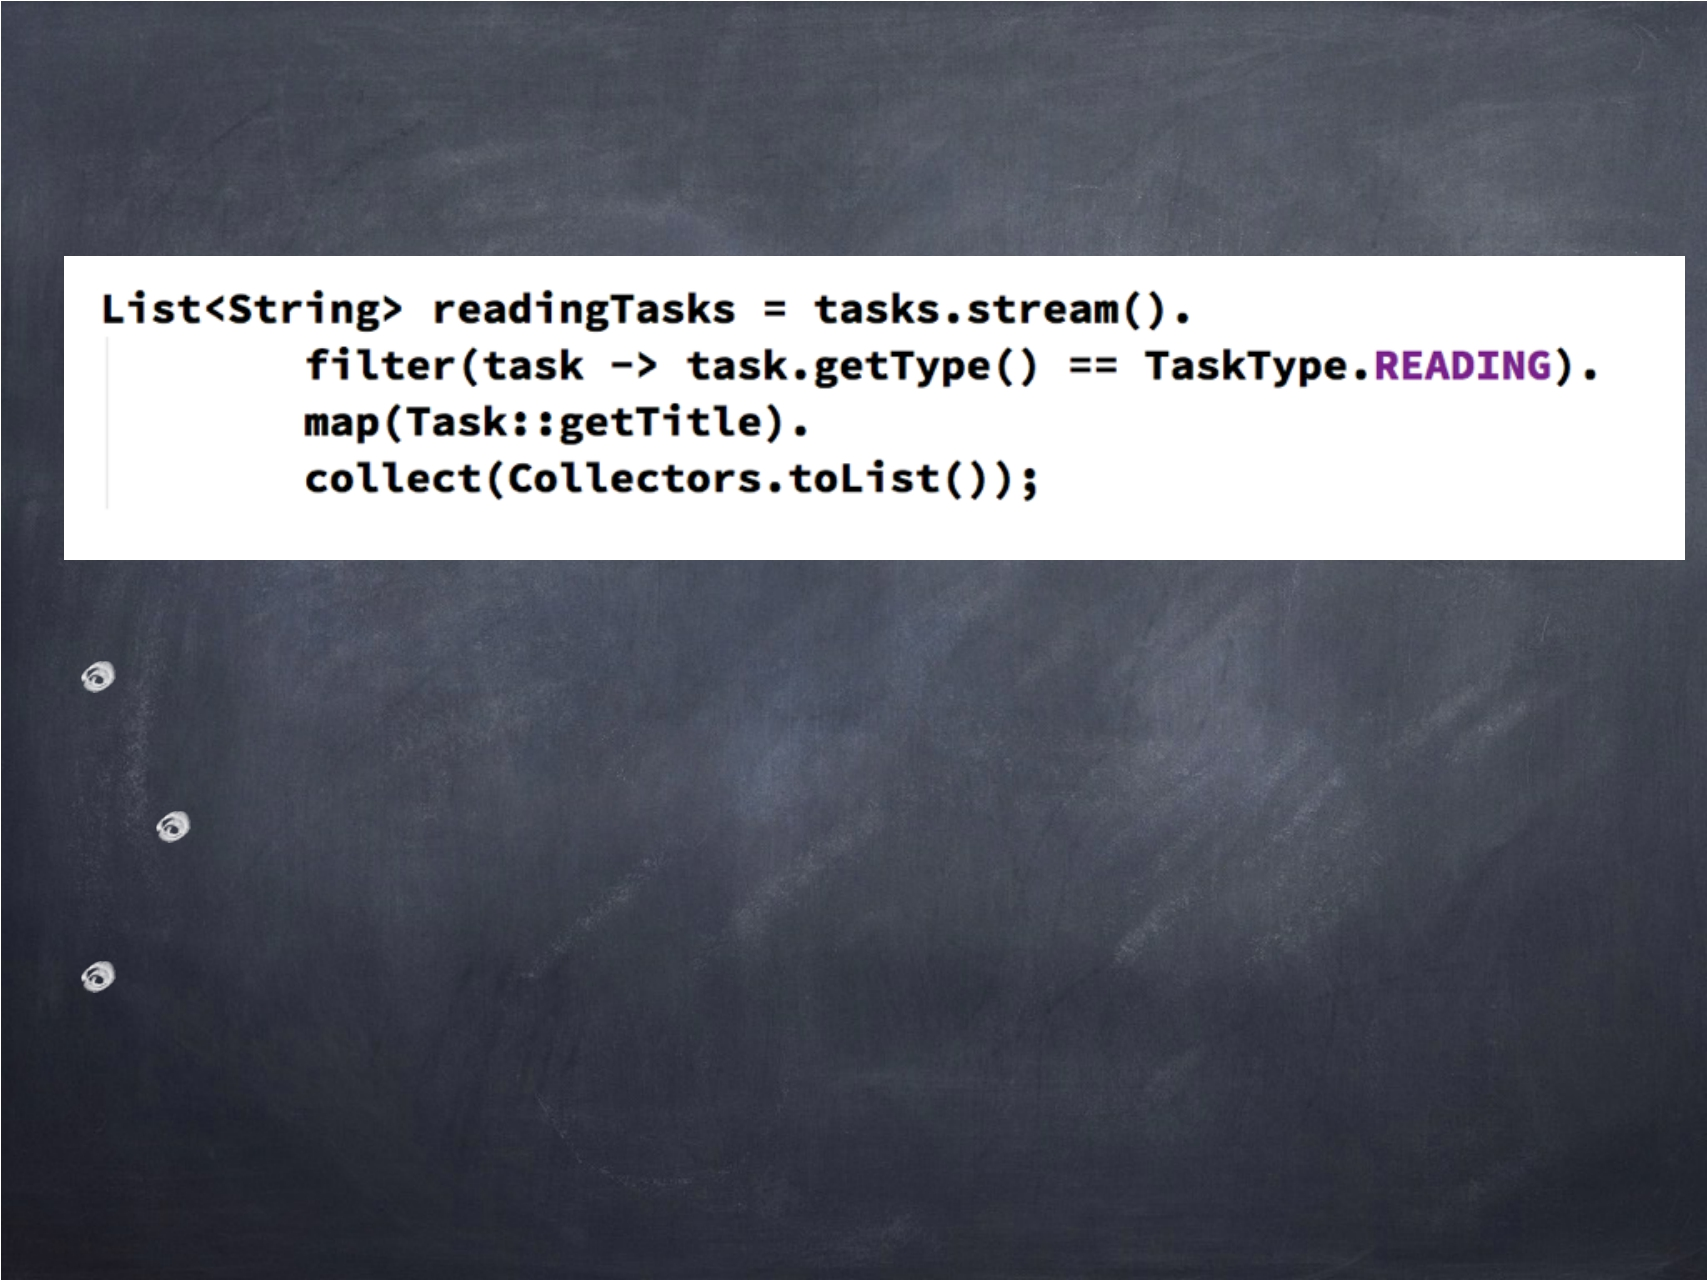 List<String> readingTasks = tasks.stream().
filter(task -> task.getType() == TaskType.READING).
map(Task::getTitle).
collect(Collectors.toList());